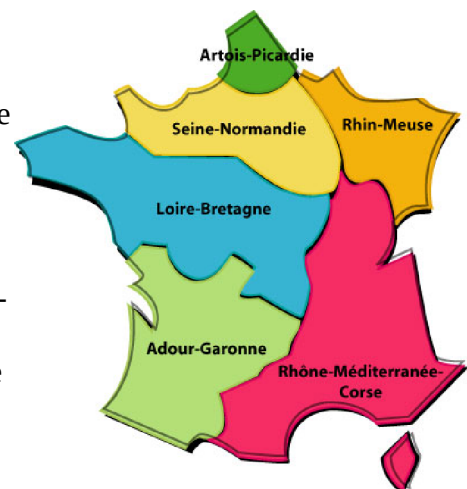 Artois-Picardie
e
Seine-Normandie
Rhin-Meuse
Loire-Bretagne
-
Adour-Garonne
e
Rhône-Méditerranée-
Corse